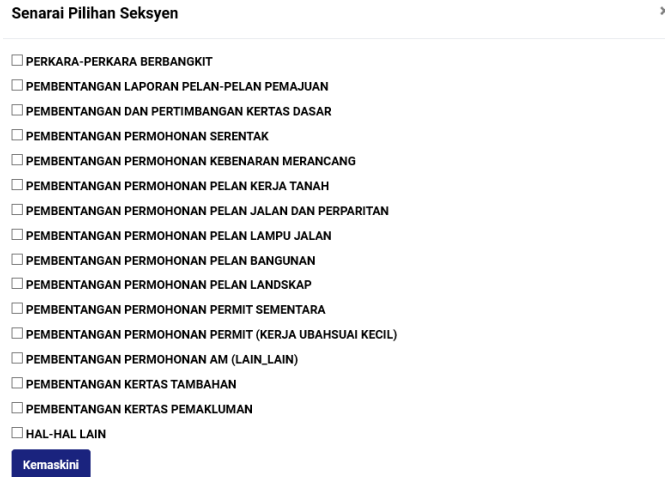 Senarai Pilihan Seksyen
PERKARA-PERKARA BERBANGKIT
PEMBENTANGAN LAPORAN PELAN-PELAN PEMAJUAN
PEMBENTANGAN DAN PERTIMBANGAN KERTAS DASAR
PEMBENTANGAN PERMOHONAN SERENTAK
PEMBENTANGAN PERMOHONAN KEBENARAN MERANCANG
PEMBENTANGAN PERMOHONAN PELAN KERJA TANAH
PEMBENTANGAN PERMOHONAN PELAN JALAN DAN PERPARITAN
PEMBENTANGAN PERMOHONAN PELAN LAMPU JALAN
PEMBENTANGAN PERMOHONAN PELAN BANGUNAN
PEMBENTANGAN PERMOHONAN PELAN LANDSKAP
PEMBENTANGAN PERMOHONAN PERMIT SEMENTARA
PEMBENTANGAN PERMOHONAN PERMIT (KERJA UBAHSUAI KECIL)
PEMBENTANGAN PERMOHONAN AM (LAIN_LAIN)
PEMBENTANGAN KERTAS TAMBAHAN
PEMBENTANGAN KERTAS PEMAKLUMAN
HAL-HAL LAIN
Kemaskini